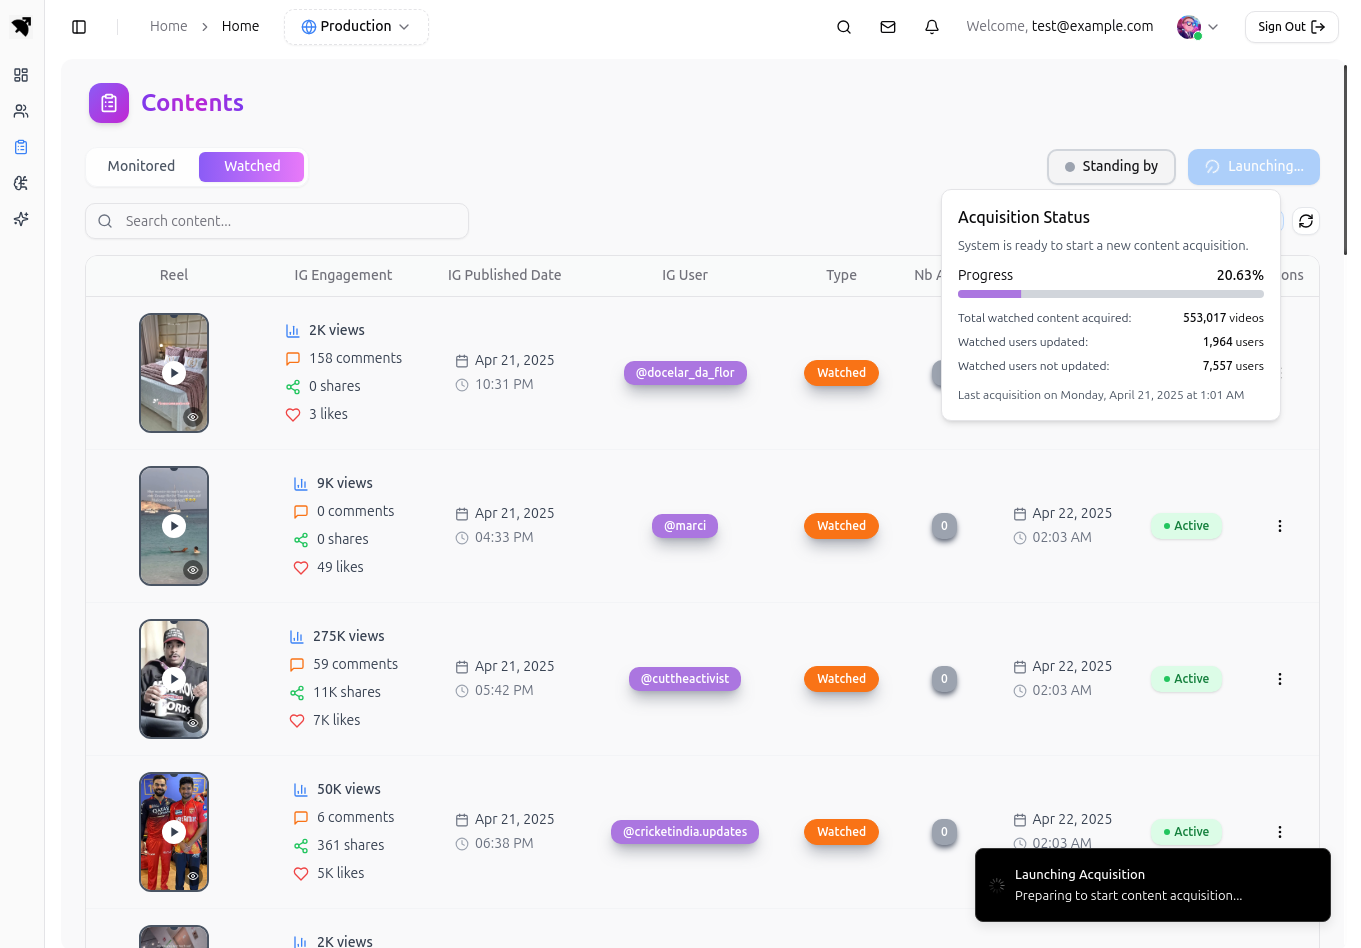 Home > Home
Production
Welcome, test@example.com
Sign Out
Contents
Monitored
Watched
Standing by
Launching...
Search content...
Acquisition Status
System is ready to start a new content acquisition.
Progress 20.63%
Total watched content acquired: 553,017 videos
Watched users updated: 1,964 users
Watched users not updated: 7,557 users
Last acquisition on Monday, April 21, 2025 at 1:01 AM
Reel IG Engagement IG Published Date IG User Type Nb
2K views
158 comments
0 shares
3 likes
Apr 21, 2025
10:31 PM
@docelar_da_flor
Watched
9K views
0 comments
0 shares
49 likes
Apr 21, 2025
04:33 PM
@marci
Watched
0
Apr 22, 2025
02:03 AM
Active
275K views
59 comments
11K shares
7K likes
Apr 21, 2025
05:42 PM
@cuttheactivist
Watched
0
Apr 22, 2025
02:03 AM
Active
50K views
6 comments
361 shares
5K likes
Apr 21, 2025
06:38 PM
@cricketindia.updates
Watched
0
Apr 22, 2025
02:03 AM
Active
2K views
Launching Acquisition
Preparing to start content acquisition...